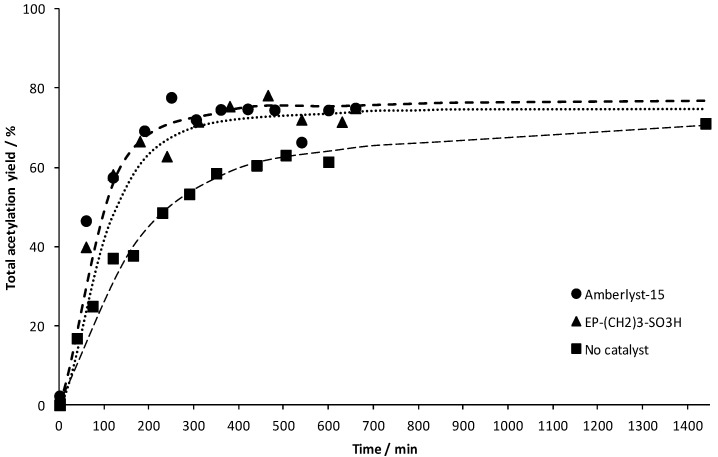 100
80
60
40
20
0
Total acetylation yield / %
Amberlyst-15
EP-(CH2)3-SO3H
No catalyst
0 100 200 300 400 500 600 700 800 900 1000 1100 1200 1300 1400
Time / min